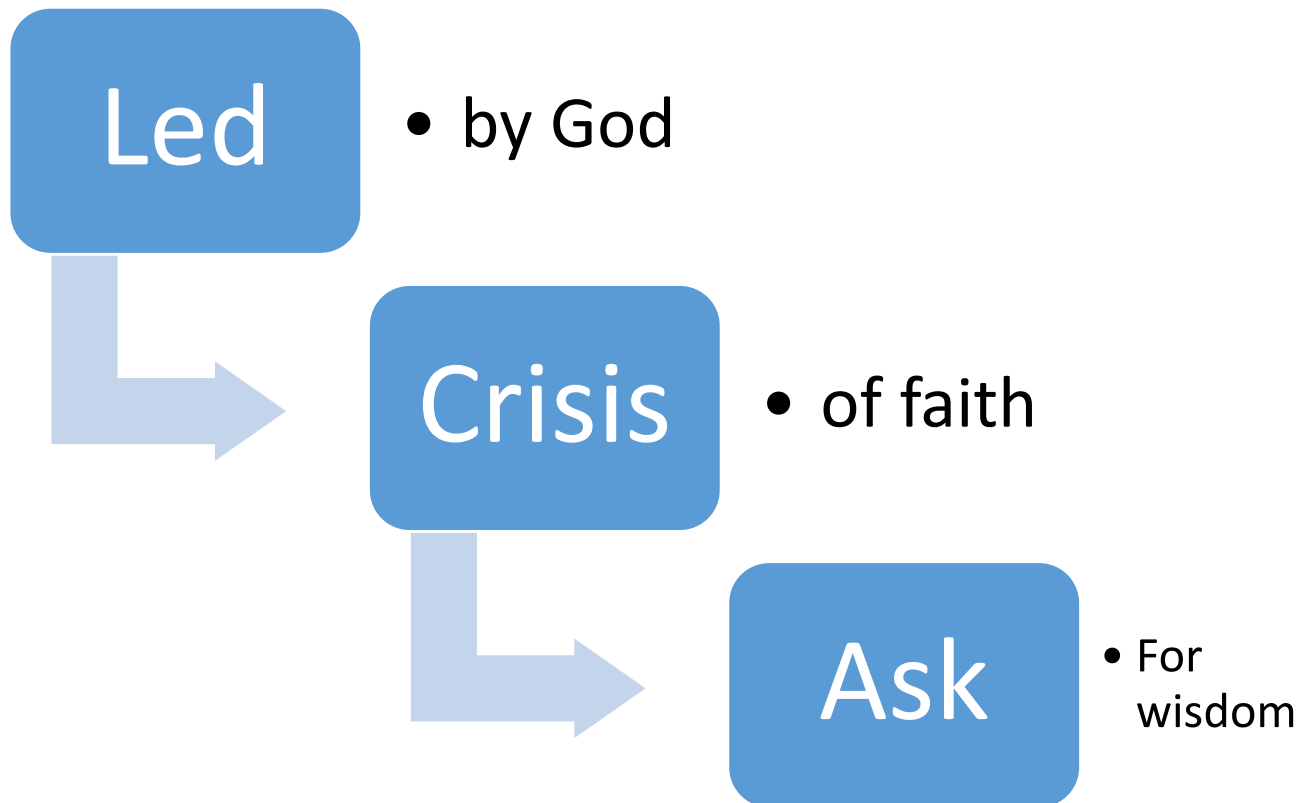 Led
• by God
Crisis
• of faith
Ask
• For
wisdom